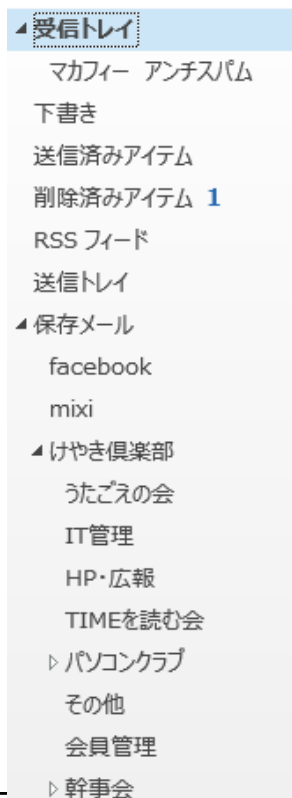 受信トレイ
マカフィー アンチスパム
下書き
送信済みアイテム
削除済みアイテム 1
RSS フィード
送信トレイ
保存メール
facebook
mixi
けやき倶楽部
うたごえの会
IT管理
HP・広報
TIMEを読む会
パソコンクラブ
その他
会員管理
幹事会